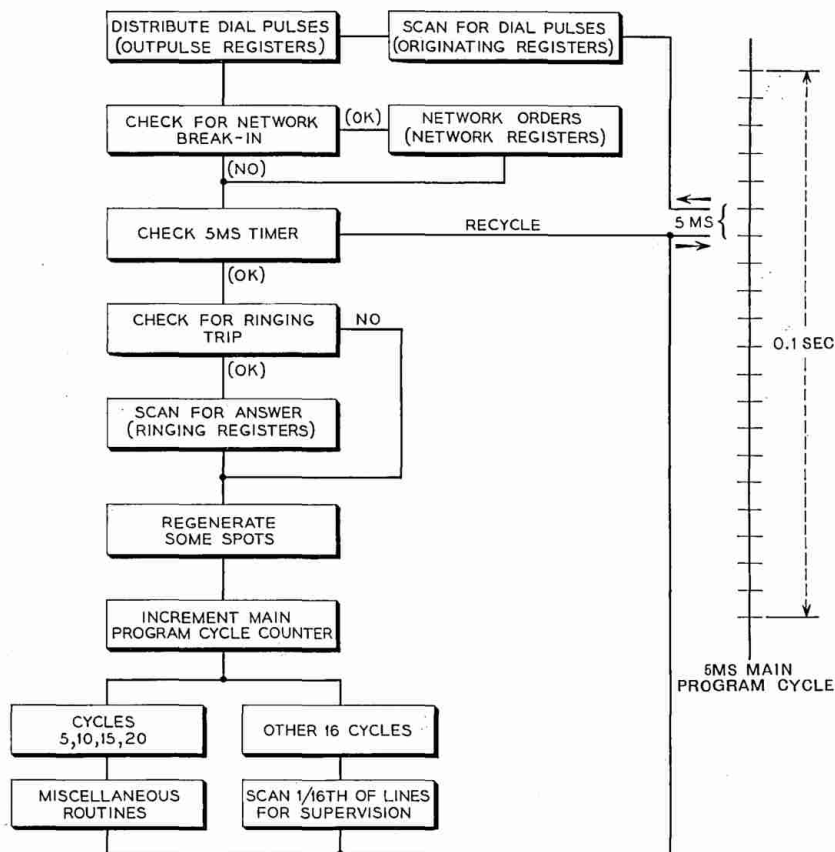 DISTRIBUTE DIAL PULSES
(OUTPULSE REGISTERS)
SCAN FOR DIAL PULSES
(ORIGINATING REGISTERS)
CHECK FOR NETWORK
BREAK-IN
(OK)
NETWORK ORDERS
(NETWORK REGISTERS)
(NO)
CHECK 5MS TIMER
RECYCLE
5 MS
(OK)
CHECK FOR RINGING
TRIP
NO
0.1 SEC
(OK)
SCAN FOR ANSWER
(RINGING REGISTERS)
REGENERATE
SOME SPOTS
INCREMENT MAIN
PROGRAM CYCLE COUNTER
5MS MAIN
PROGRAM CYCLE
CYCLES
5,10,15,20
OTHER 16 CYCLES
MISCELLANEOUS
ROUTINES
SCAN 1/16TH OF LINES
FOR SUPERVISION